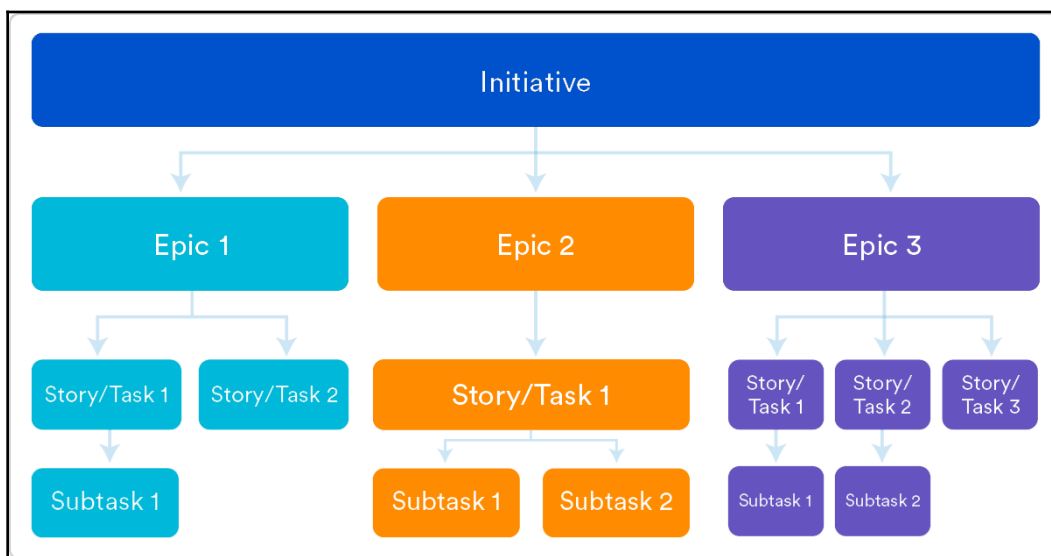 Initiative
Epic 1
Epic 2
Epic 3
Story/Task 1
Story/Task 2
Story/Task 1
Story/
Task 1
Story/
Task 2
Story/
Task 3
Subtask 1
Subtask 1
Subtask 2
Subtask 1
Subtask 2